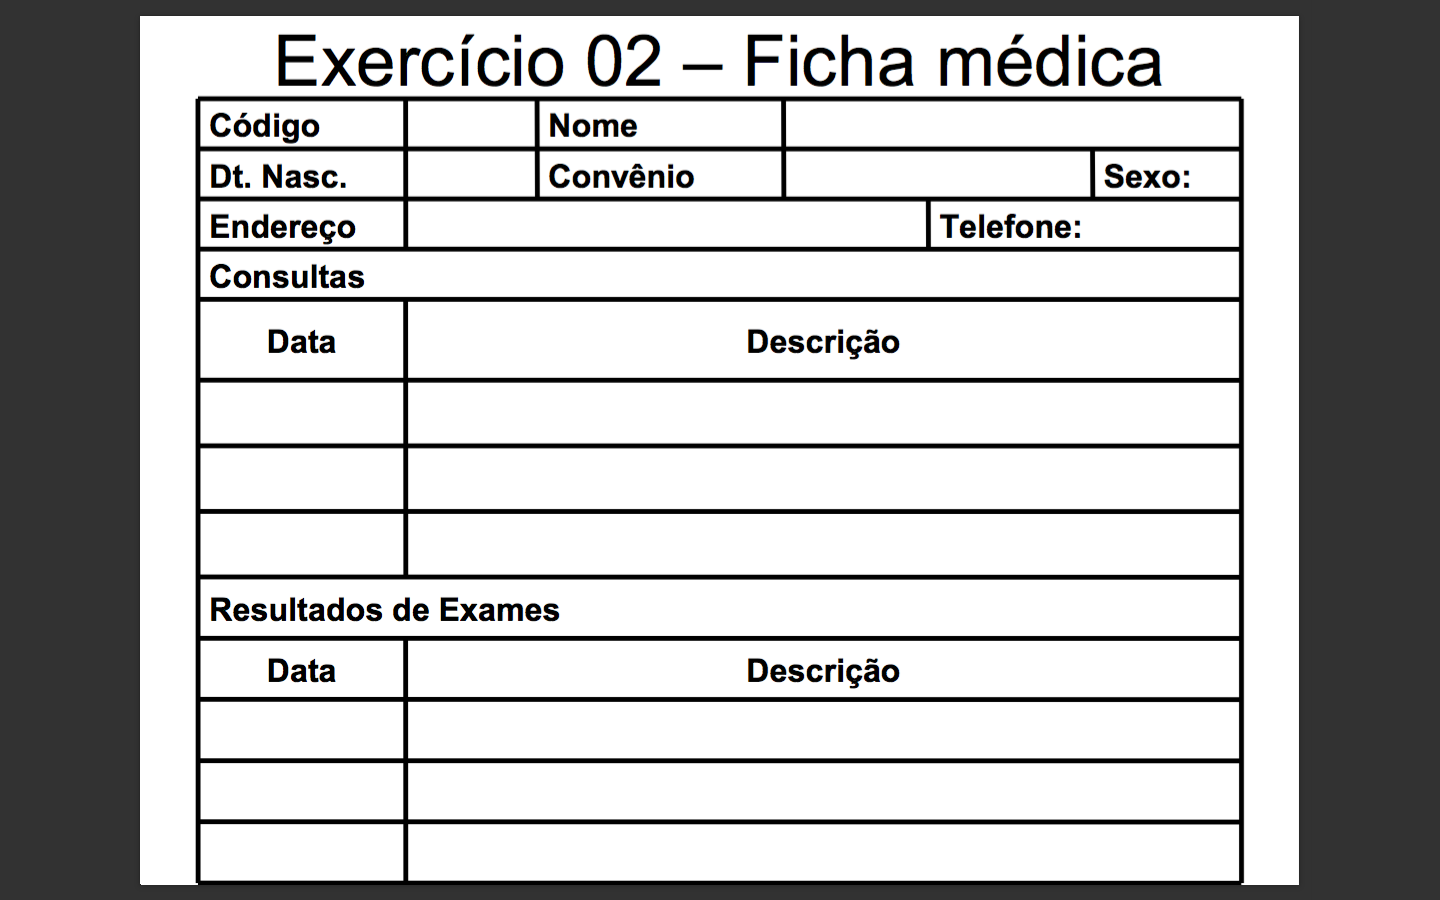 Exercício 02 – Ficha médica
Código Nome
Dt. Nasc. Convênio Sexo:
Endereço Telefone:
Consultas
Data Descrição
Resultados de Exames
Data Descrição